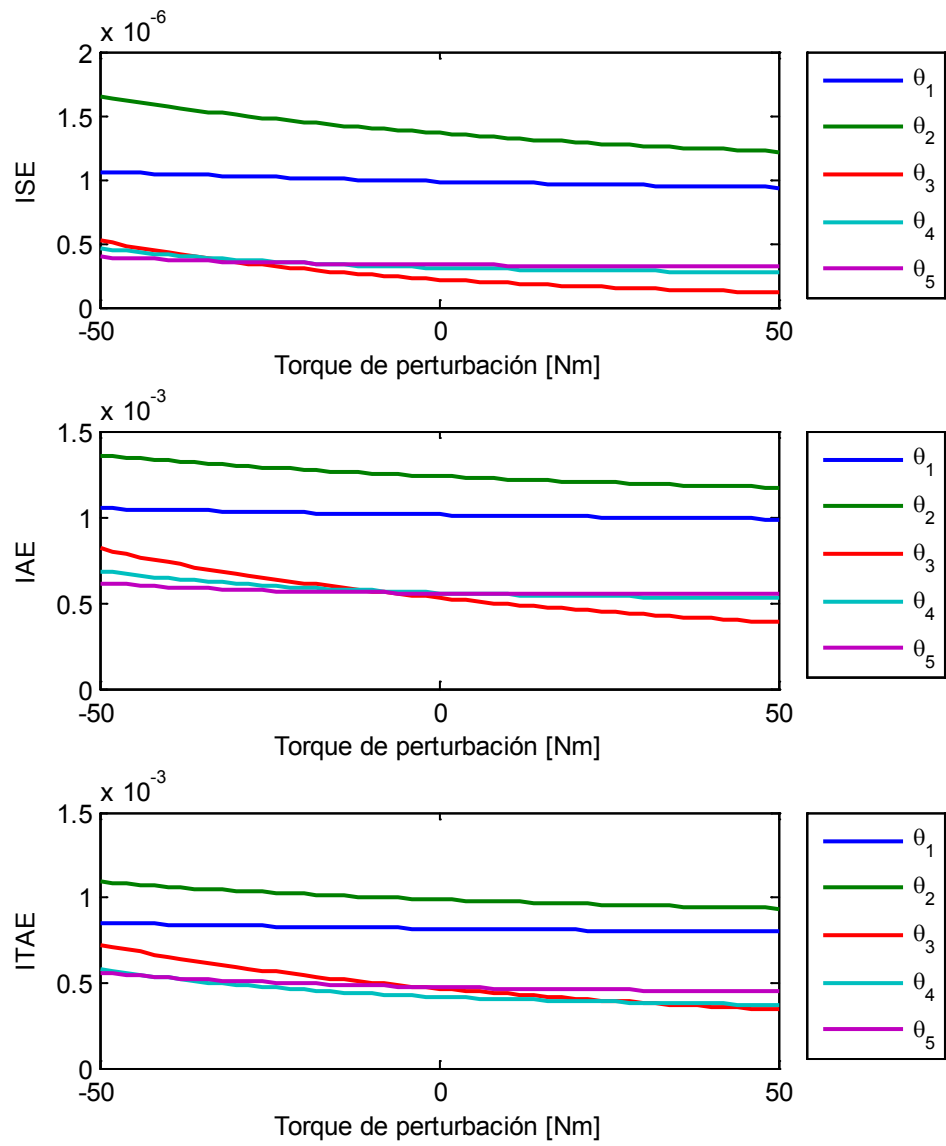 x 10-6
2
1.5
1
0.5
0
ISE
-50
0
50
Torque de perturbación [Nm]
θ1
θ2
θ3
θ4
θ5
x 10-3
1.5
1
0.5
0
IAE
-50
0
50
Torque de perturbación [Nm]
θ1
θ2
θ3
θ4
θ5
x 10-3
1.5
1
0.5
0
ITAE
-50
0
50
Torque de perturbación [Nm]
θ1
θ2
θ3
θ4
θ5